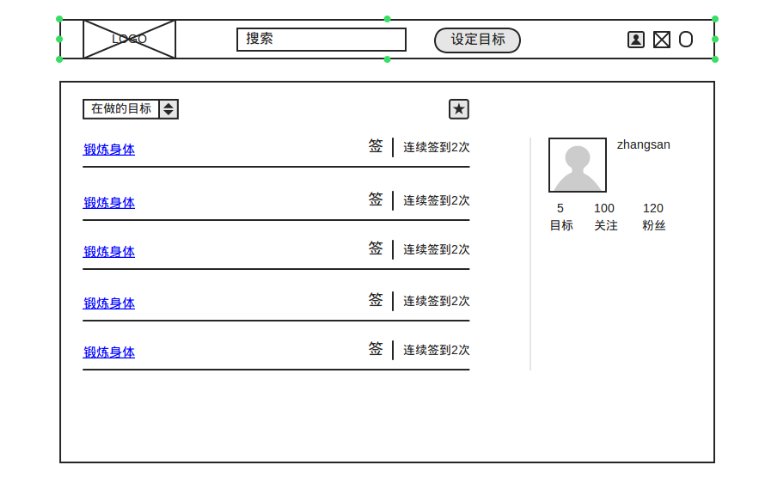 LOGO 搜索 设定目标
在做的目标
锻炼身体 签 连续签到2次
锻炼身体 签 连续签到2次
锻炼身体 签 连续签到2次
锻炼身体 签 连续签到2次
锻炼身体 签 连续签到2次
zhangsan
5 100 120
目标 关注 粉丝